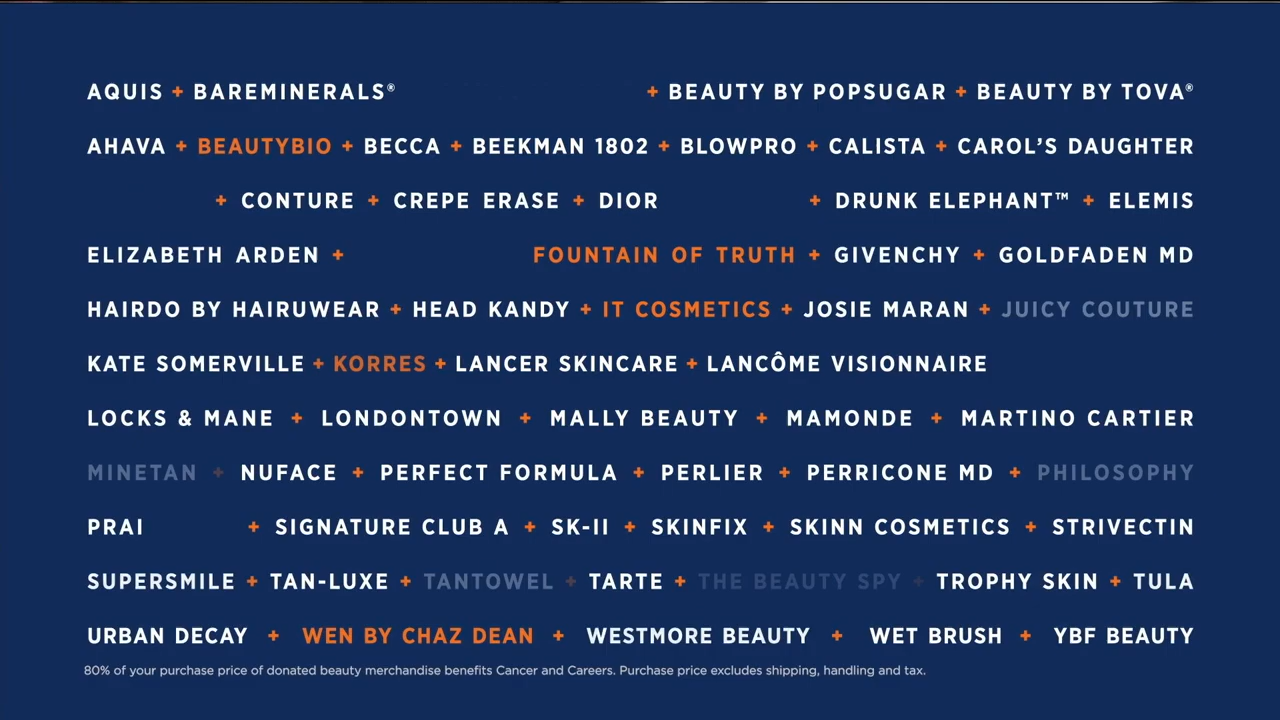 AQUIS + BAREMINERALS® + BEAUTY BY POPSUGAR + BEAUTY BY TOVA®
AHAVA + BEAUTYBIO + BECCA + BEEKMAN 1802 + BLOWPRO + CALISTA + CAROL’S DAUGHTER
+ CONTURE + CREPE ERASE + DIOR + DRUNK ELEPHANT™ + ELEMIS
ELIZABETH ARDEN + FOUNTAIN OF TRUTH + GIVENCHY + GOLDFADEN MD
HAIRDO BY HAIRUWEAR + HEAD KANDY + IT COSMETICS + JOSIE MARAN + JUICY COUTURE
KATE SOMERVILLE + KORRES + LANCER SKINCARE + LANCÔME VISIONNAIRE
LOCKS & MANE + LONDONTOWN + MALLY BEAUTY + MAMONDE + MARTINO CARTIER
MINETAN + NUFACE + PERFECT FORMULA + PERLIER + PERRICONE MD + PHILOSOPHY
PRAI + SIGNATURE CLUB A + SK-II + SKINFIX + SKINN COSMETICS + STRIVECTIN
SUPERSMILE + TAN-LUXE + TANTOWEL + TARTE + THE BEAUTY SPY + TROPHY SKIN + TULA
URBAN DECAY + WEN BY CHAZ DEAN + WESTMORE BEAUTY + WET BRUSH + YBF BEAUTY
80% of your purchase price of donated beauty merchandise benefits Cancer and Careers. Purchase price excludes shipping, handling and tax.